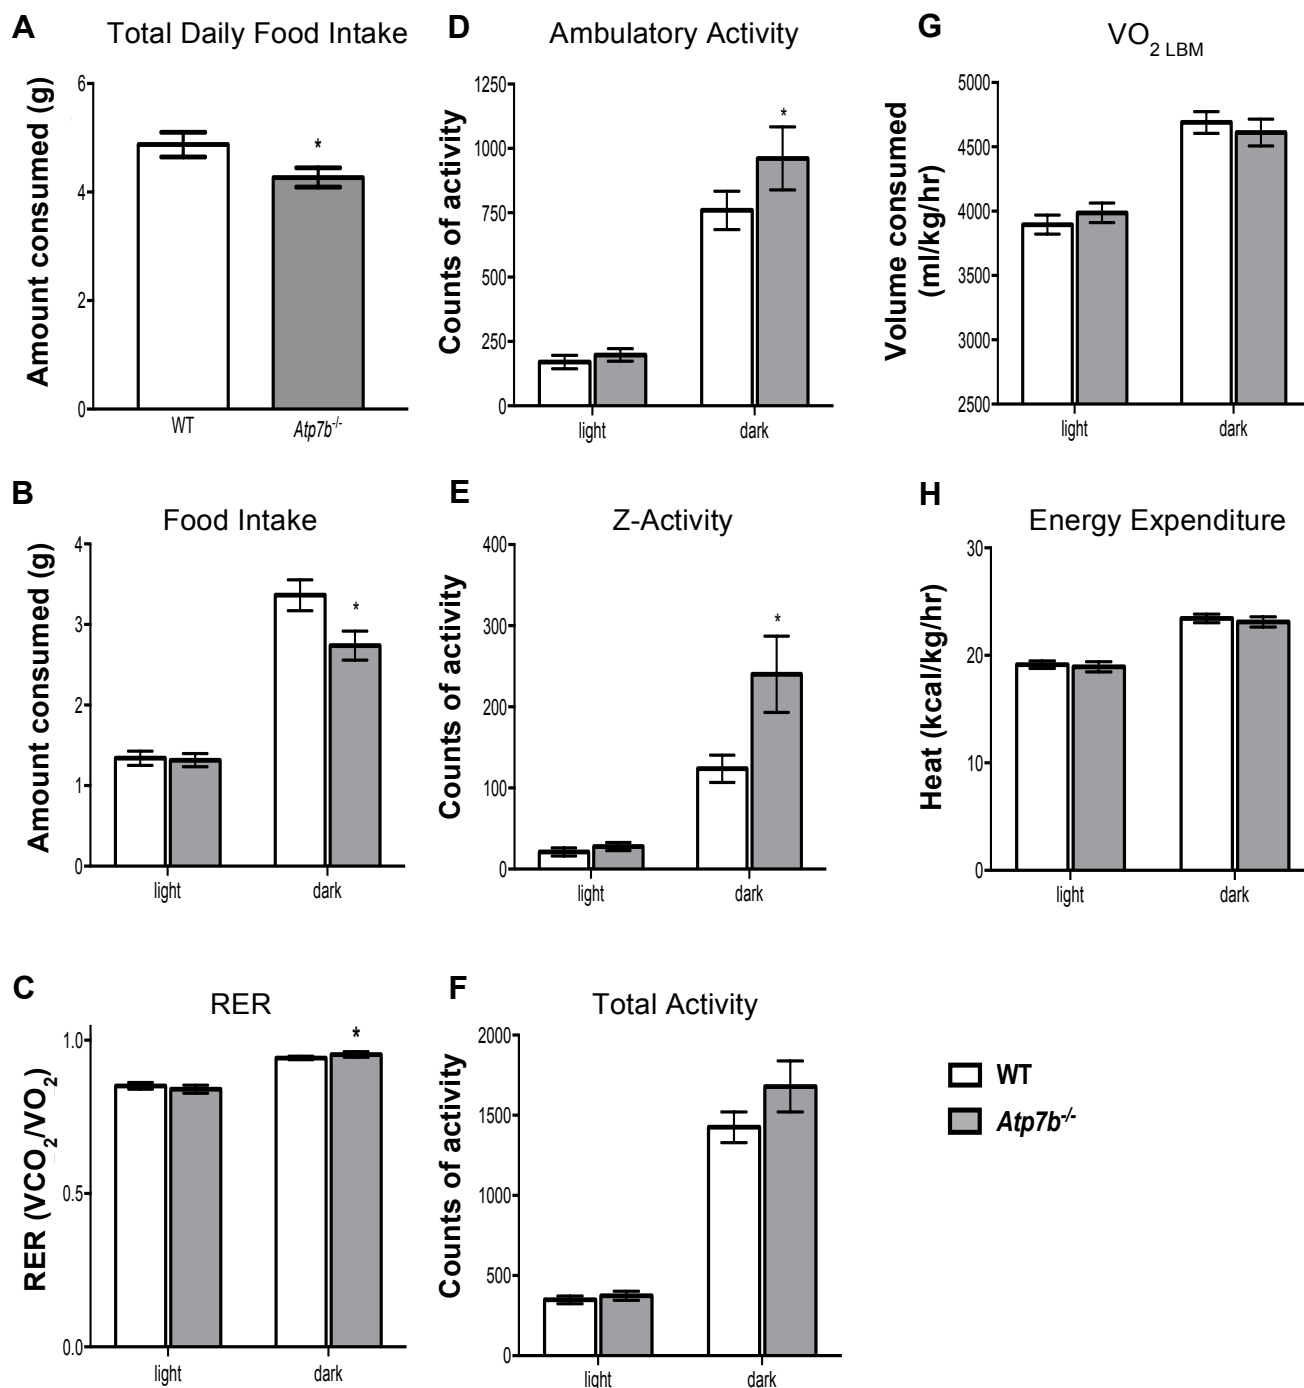 A
Total Daily Food Intake
Amount consumed (g)
6
4
2
0
WT
Atp7b-/-
*
B
Food Intake
Amount consumed (g)
4
3
2
1
0
light
dark
*
C
RER
RER (VCO2/VO2)
1.0
0.5
0.0
light
dark
*
D
Ambulatory Activity
Counts of activity
1250
1000
750
500
250
0
light
dark
*
E
Z-Activity
Counts of activity
400
300
200
100
0
light
dark
*
F
Total Activity
Counts of activity
2000
1500
1000
500
0
light
dark
G
VO2 LBM
Volume consumed
(ml/kg/hr)
5000
4500
4000
3500
3000
2500
light
dark
H
Energy Expenditure
Heat (kcal/kg/hr)
30
20
10
0
light
dark
WT
Atp7b-/-